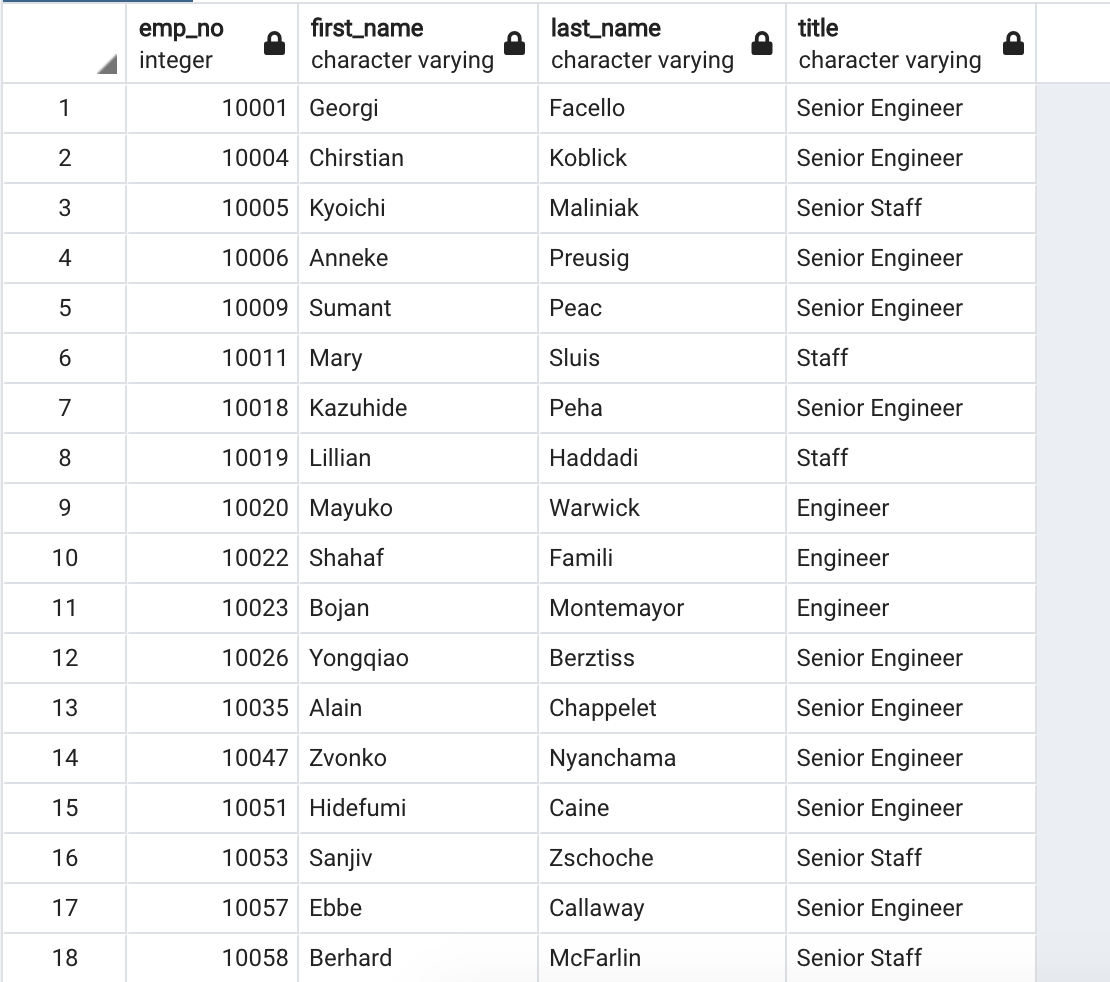 emp_no first_name last_name title
integer character varying character varying character varying
1 10001 Georgi Facello Senior Engineer
2 10004 Chirstian Koblick Senior Engineer
3 10005 Kyoichi Maliniak Senior Staff
4 10006 Anneke Preusig Senior Engineer
5 10009 Sumant Peac Senior Engineer
6 10011 Mary Sluis Staff
7 10018 Kazuhide Peha Senior Engineer
8 10019 Lillian Haddadi Staff
9 10020 Mayuko Warwick Engineer
10 10022 Shahaf Famili Engineer
11 10023 Bojan Montemayor Engineer
12 10026 Yongqiao Berztiss Senior Engineer
13 10035 Alain Chappelet Senior Engineer
14 10047 Zvonko Nyanchama Senior Engineer
15 10051 Hidefumi Caine Senior Engineer
16 10053 Sanjiv Zschoche Senior Staff
17 10057 Ebbe Callaway Senior Engineer
18 10058 Berhard McFarlin Senior Staff